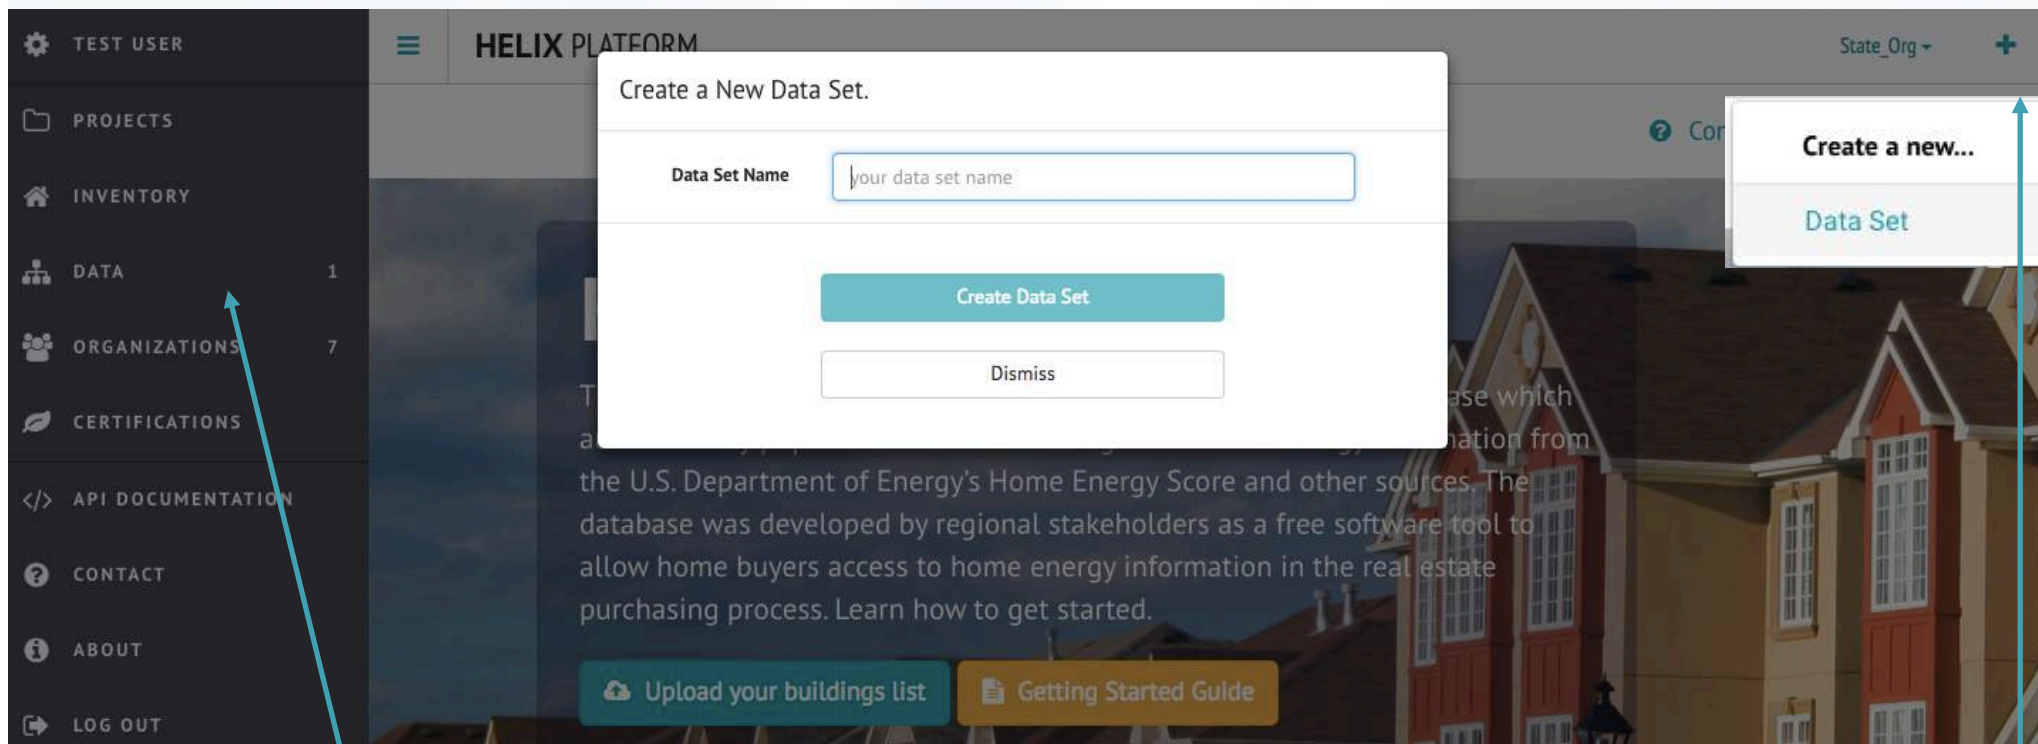 TEST USER
HELIX PLATFORM
State_Org
PROJECTS
INVENTORY
DATA 1
ORGANIZATIONS 7
CERTIFICATIONS
API DOCUMENTATION
CONTACT
ABOUT
LOG OUT
Create a New Data Set.
Data Set Name your data set name
Create Data Set
Dismiss
Create a new...
Data Set
the U.S. Department of Energy's Home Energy Score and other sources. The
database was developed by regional stakeholders as a free software tool to
allow home buyers access to home energy information in the real estate
purchasing process. Learn how to get started.
Upload your buildings list Getting Started Guide